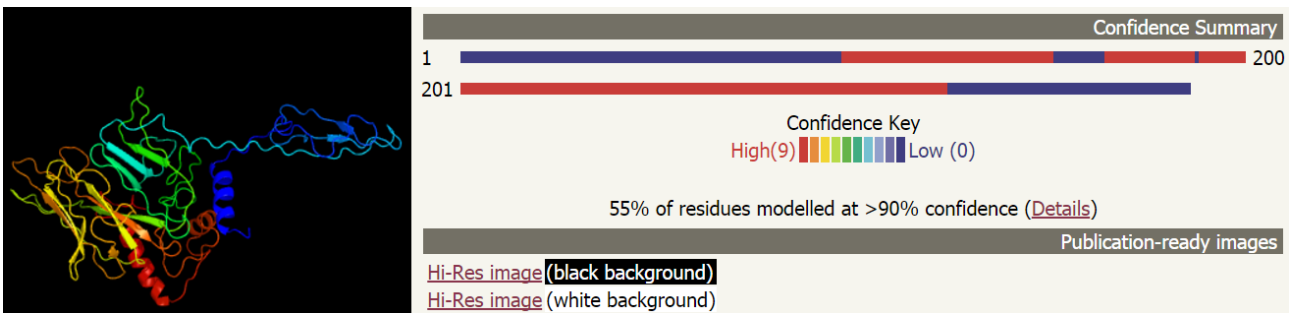 Confidence Summary
1 200
201
Confidence Key
High(9) Low (0)
55% of residues modelled at >90% confidence (Details)
Publication-ready images
Hi-Res image (black background)
Hi-Res image (white background)